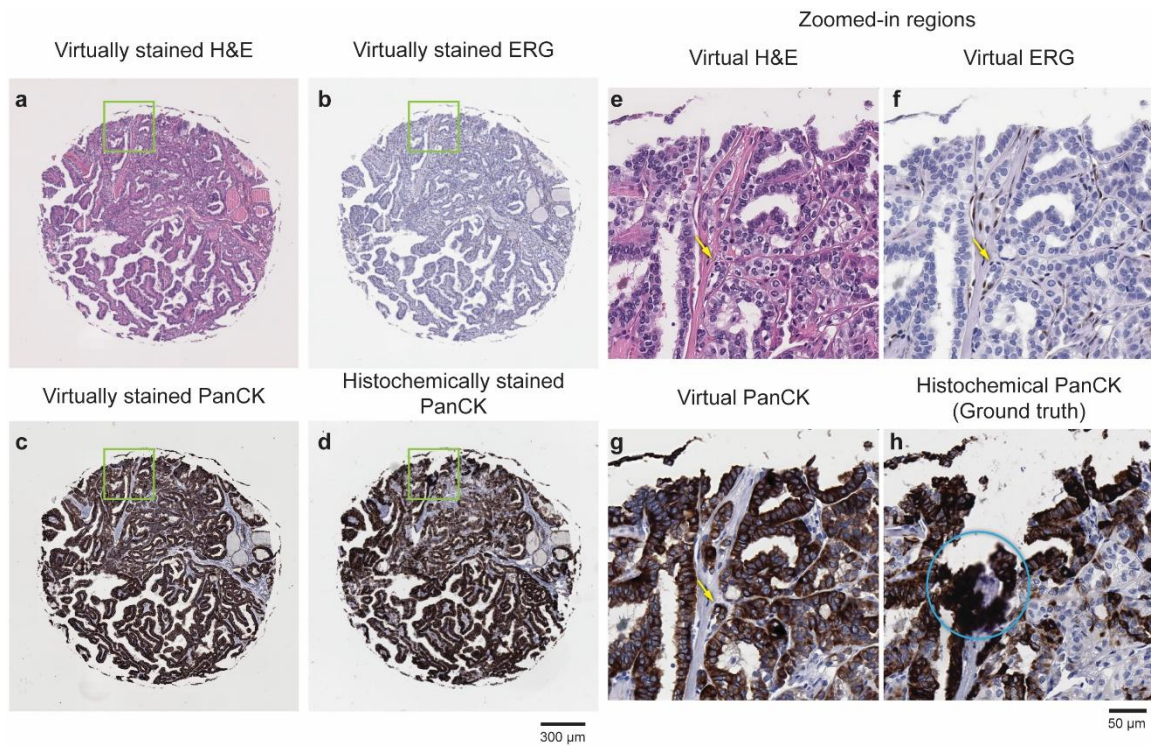 Zoomed-in regions
Virtually stained H&E
Virtually stained ERG
Virtual H&E
Virtual ERG
a
b
e
f
Virtually stained PanCK
Histochemically stained
PanCK
Virtual PanCK
Histochemical PanCK
(Ground truth)
c
d
g
h
300 µm
50 µm